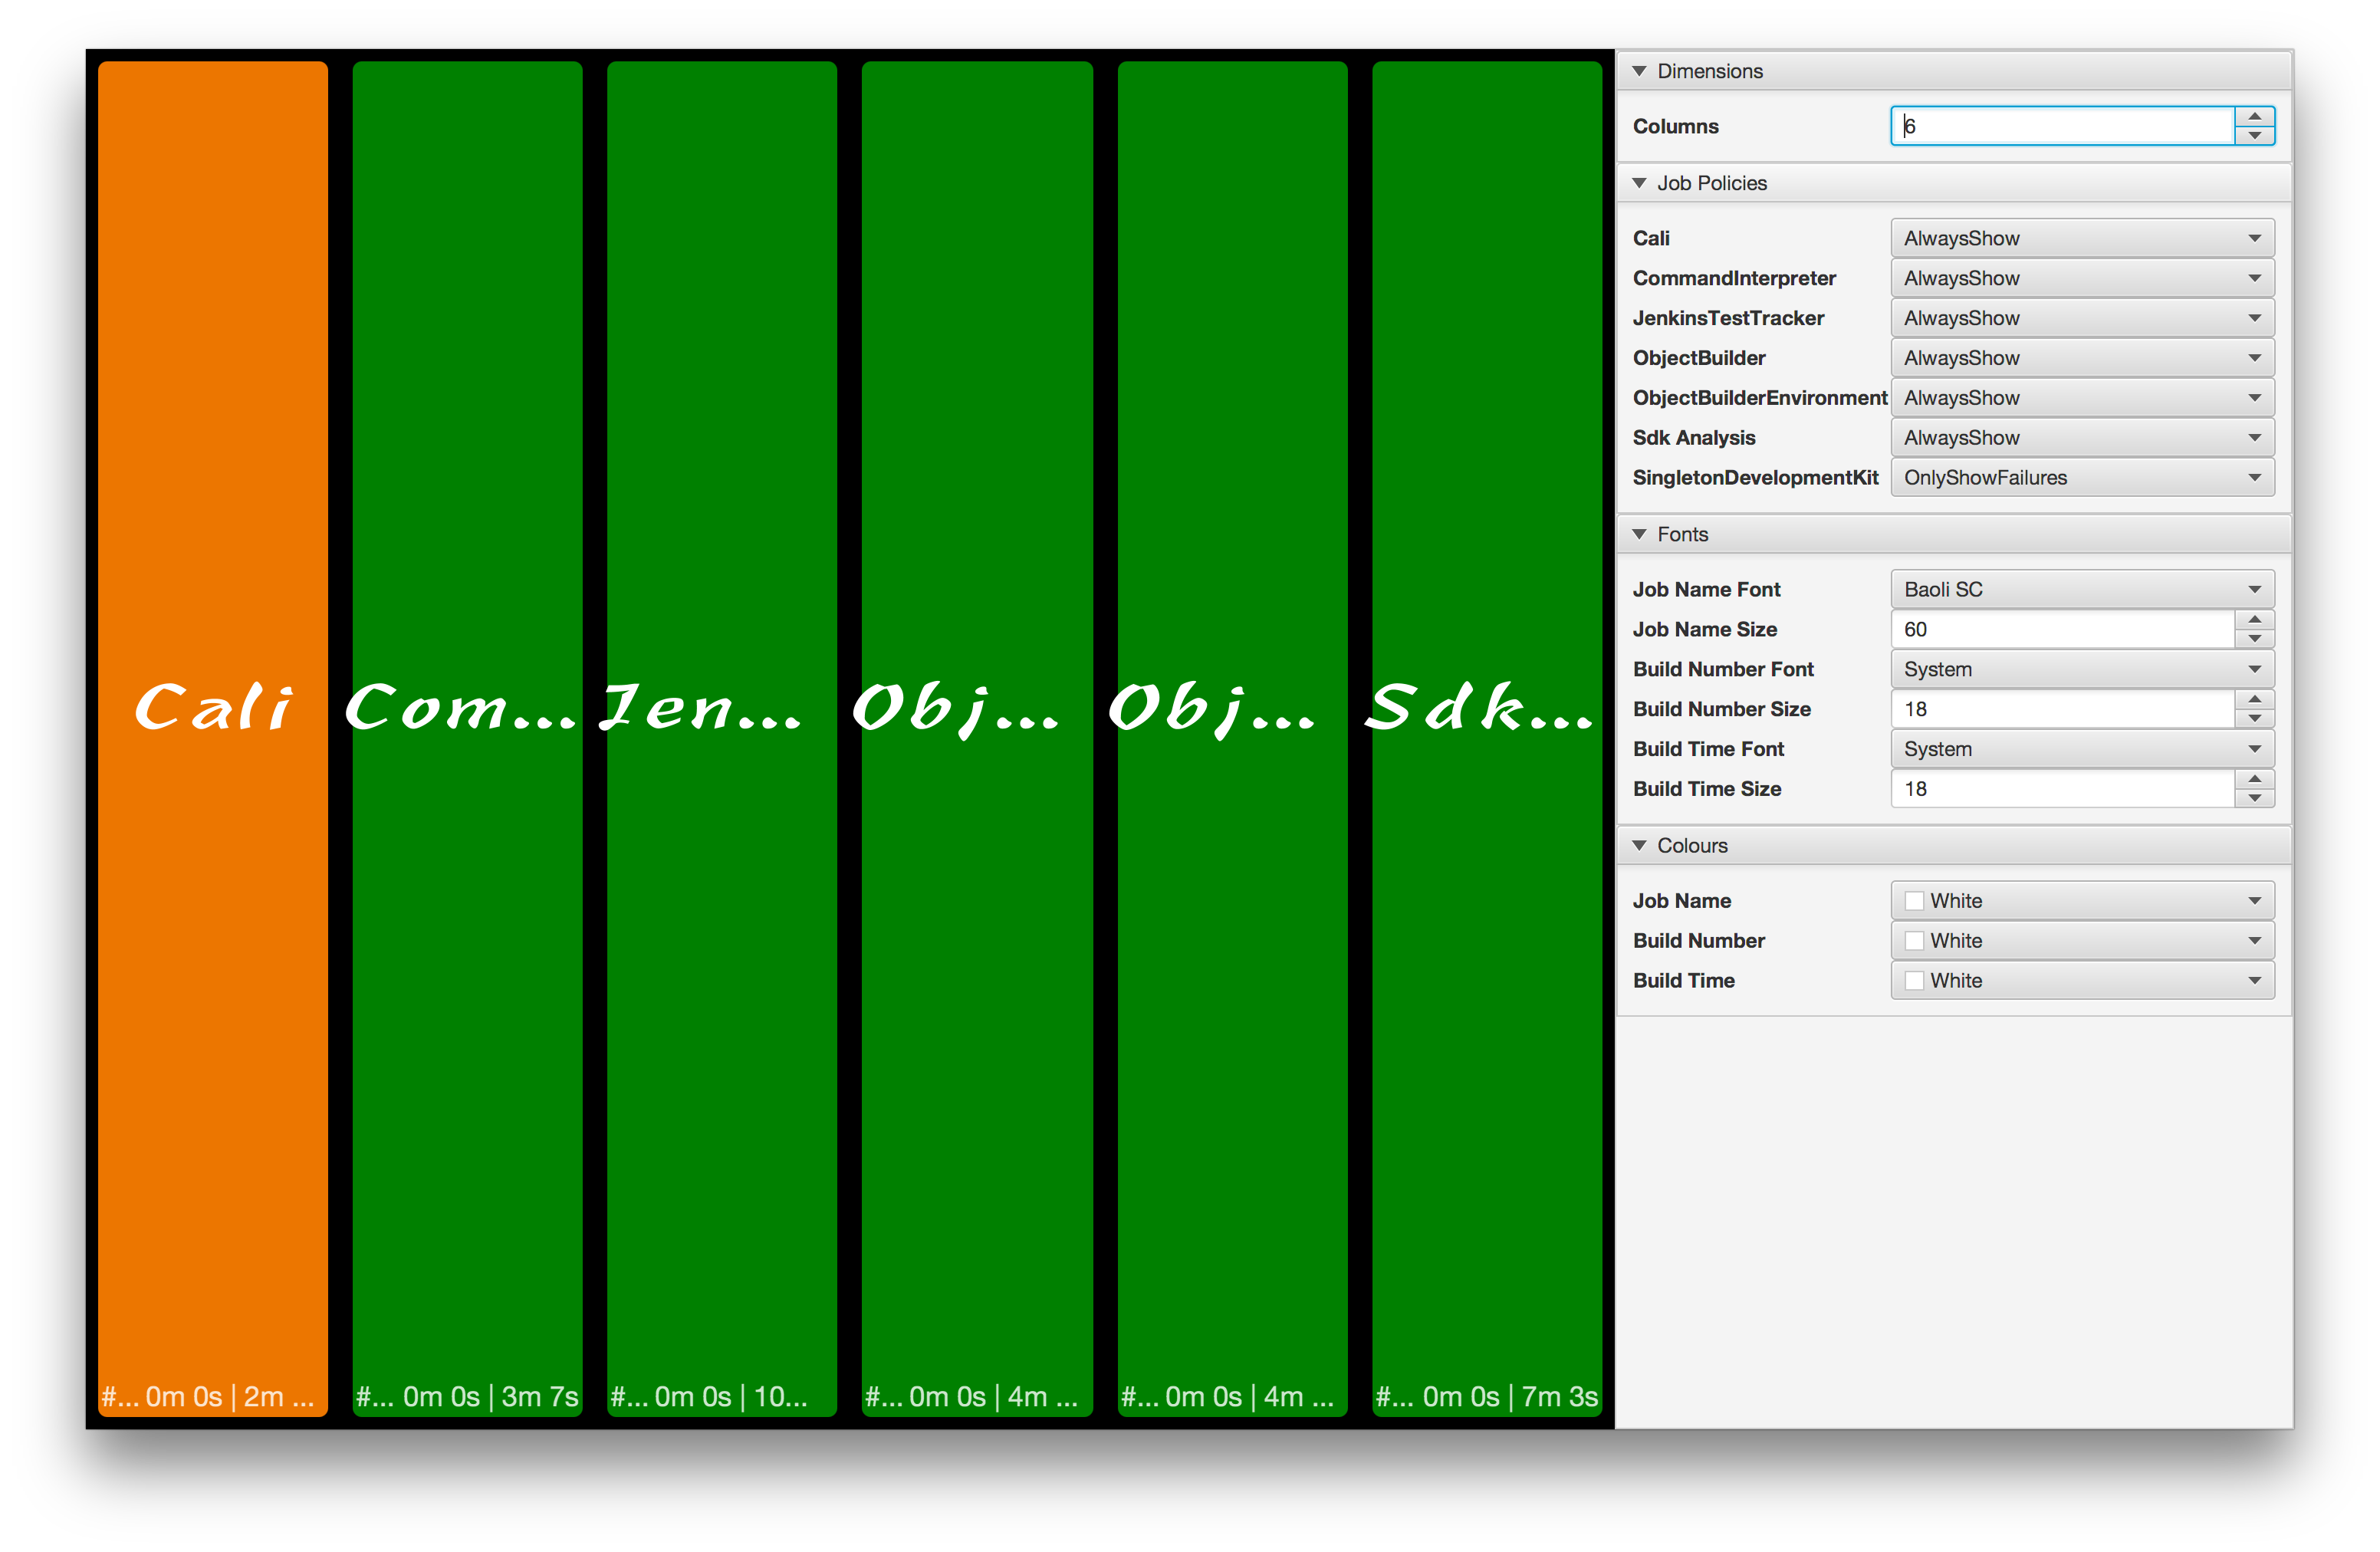 Cali
Com...
Jen...
Obj...
Obj...
Sdk...
#... 0m 0s | 2m ...
#... 0m 0s | 3m 7s
#... 0m 0s | 10...
#... 0m 0s | 4m ...
#... 0m 0s | 4m ...
#... 0m 0s | 7m 3s
Dimensions
Columns 6
Job Policies
Cali AlwaysShow
CommandInterpreter AlwaysShow
JenkinsTestTracker AlwaysShow
ObjectBuilder AlwaysShow
ObjectBuilderEnvironment AlwaysShow
Sdk Analysis AlwaysShow
SingletonDevelopmentKit OnlyShowFailures
Fonts
Job Name Font Baoli SC
Job Name Size 60
Build Number Font System
Build Number Size 18
Build Time Font System
Build Time Size 18
Colours
Job Name White
Build Number White
Build Time White